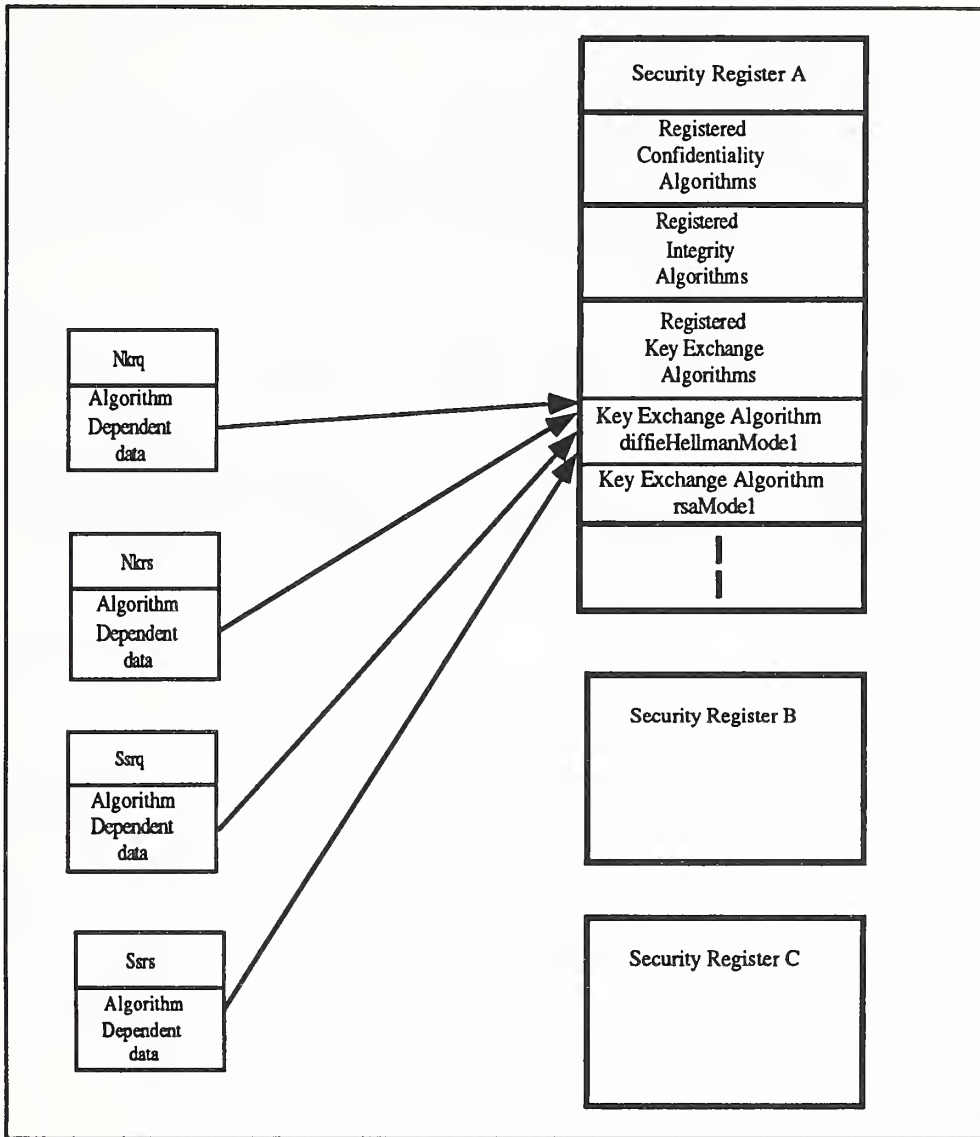 Security Register A
Registered
Confidentiality
Algorithms
Registered
Integrity
Algorithms
Registered
Key Exchange
Algorithms
Key Exchange Algorithm
diffieHellmanMode1
Key Exchange Algorithm
rsaMode1
Nkrq
Algorithm
Dependent
data
Nkrs
Algorithm
Dependent
data
Ssrq
Algorithm
Dependent
data
Ssrs
Algorithm
Dependent
data
Security Register B
Security Register C